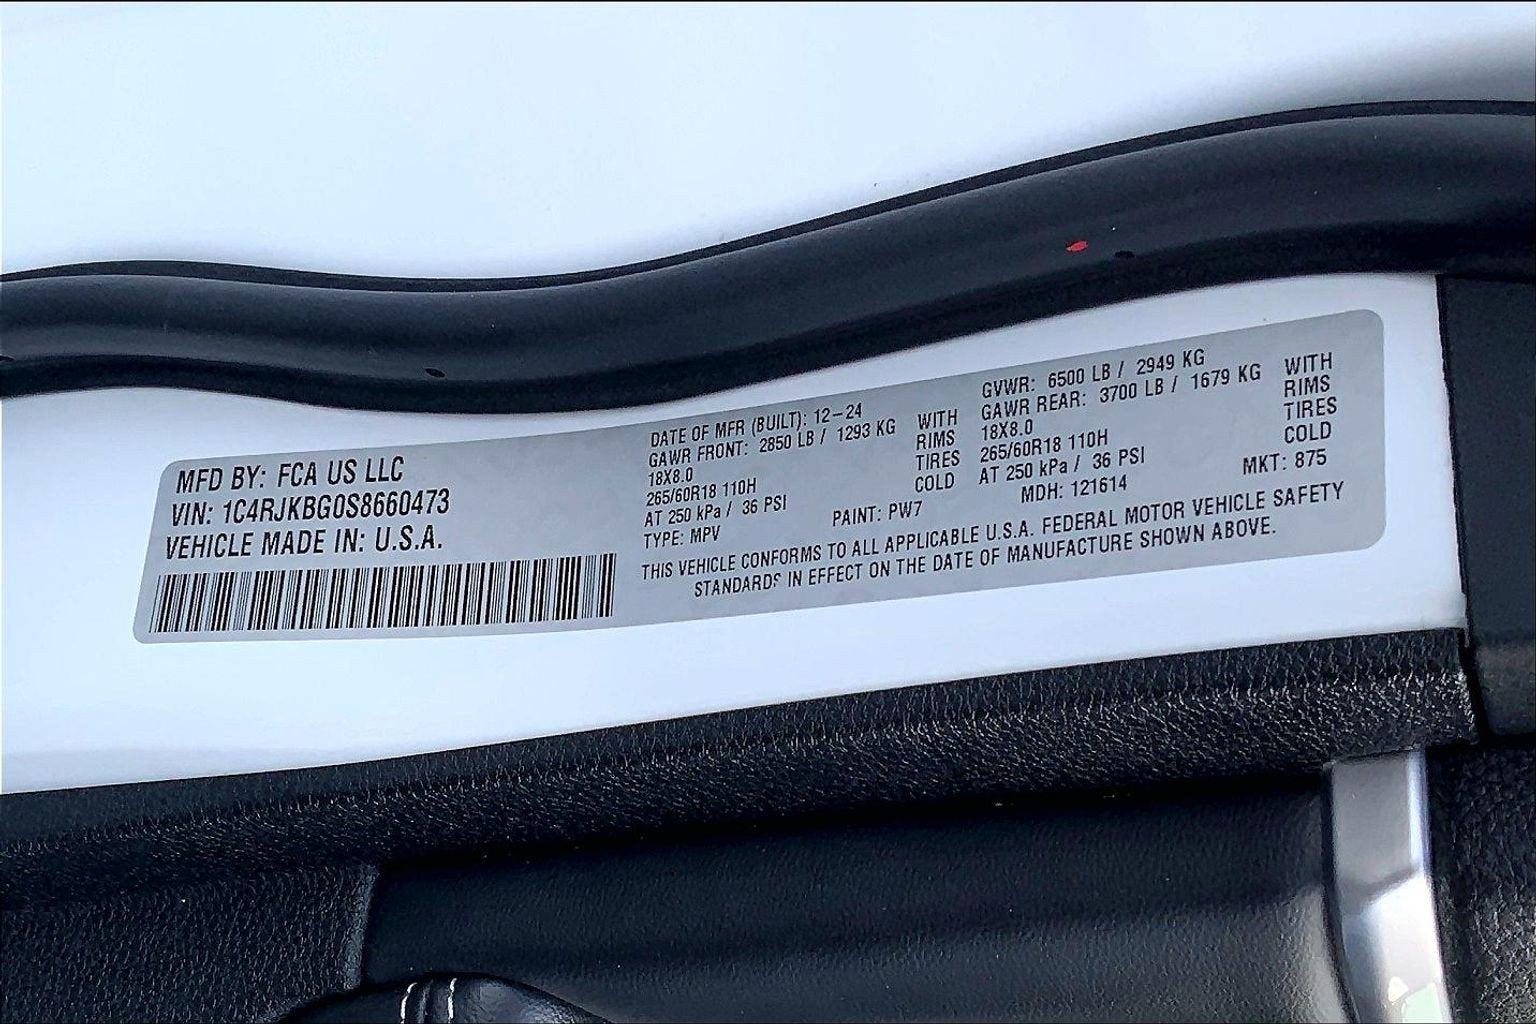 MFD BY: FCA US LLC
VIN: 1C4RJKBG0S8660473
VEHICLE MADE IN: U.S.A.
DATE OF MFR (BUILT): 12-24
GAWR FRONT: 2850 LB / 1293 KG WITH
18X8.0 RIMS
265/60R18 110H TIRES
AT 250 kPa / 36 PSI COLD
TYPE: MPV PAINT: PW7
GVWR: 6500 LB / 2949 KG
GAWR REAR: 3700 LB / 1679 KG WITH
18X8.0 RIMS
265/60R18 110H TIRES
AT 250 kPa / 36 PSI COLD
MDH: 121614 MKT: 875
THIS VEHICLE CONFORMS TO ALL APPLICABLE U.S.A. FEDERAL MOTOR VEHICLE SAFETY
STANDARDS IN EFFECT ON THE DATE OF MANUFACTURE SHOWN ABOVE.